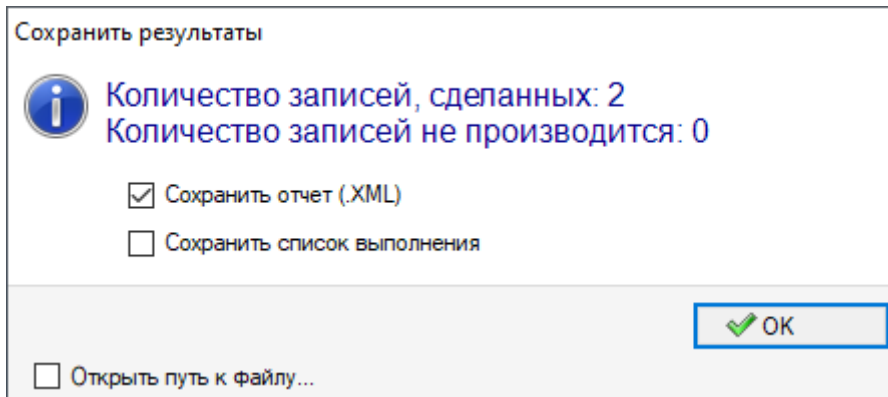 Сохранить результаты
Количество записей, сделанных: 2
Количество записей не производится: 0
Сохранить отчет (.XML)
Сохранить список выполнения
OK
Открыть путь к файлу...